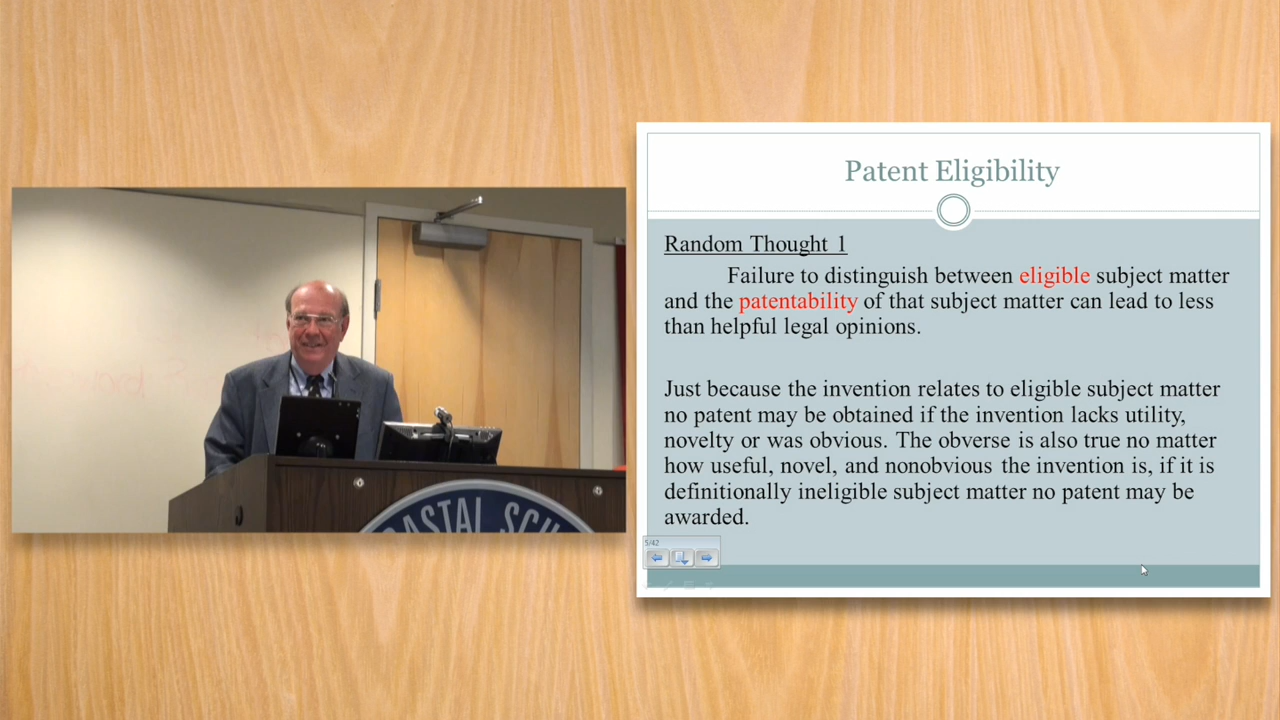 Patent Eligibility
Random Thought 1
Failure to distinguish between eligible subject matter
and the patentability of that subject matter can lead to less
than helpful legal opinions.
Just because the invention relates to eligible subject matter
no patent may be obtained if the invention lacks utility,
novelty or was obvious. The obverse is also true no matter
how useful, novel, and nonobvious the invention is, if it is
definitionally ineligible subject matter no patent may be
awarded.
5/42